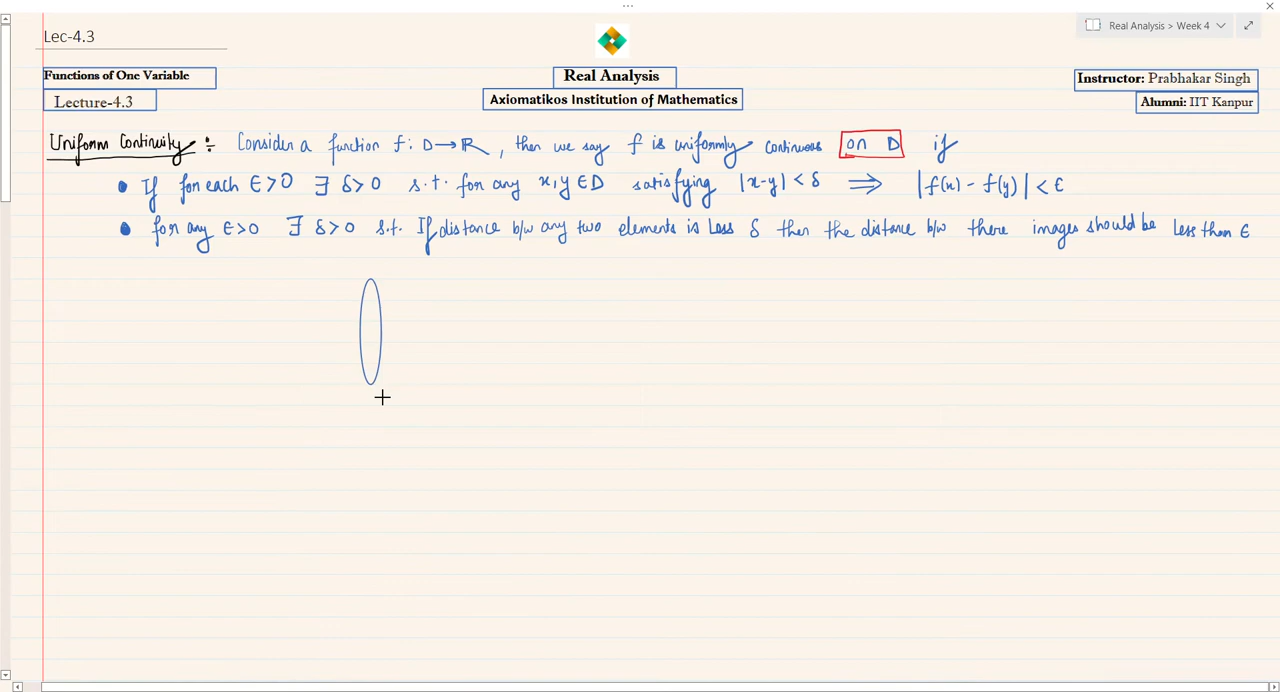 Lec-4.3
Real Analysis > Week 4
Functions of One Variable
Real Analysis
Instructor: Prabhakar Singh
Lecture-4.3
Axiomatikos Institution of Mathematics
Alumni: IIT Kanpur
Uniform Continuity ÷ Consider a function f: D→R, then we say f is uniformly continuous on D if
• If for each ϵ>0 ∃ δ>0 s.t. for any x,y ∈D satisfying |x-y| < δ ⟹ |f(x) - f(y)| < ϵ
• for any ϵ>0 ∃ δ>0 s.t. If distance b/w any two elements is less δ then the distance b/w there images should be less than ϵ